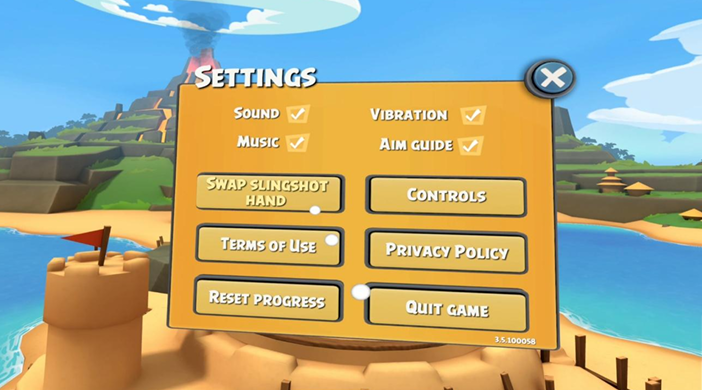 SETTINGS
SOUND
VIBRATION
MUSIC
AIM GUIDE
SWAP SLINGSHOT
HAND
CONTROLS
TERMS OF USE
PRIVACY POLICY
RESET PROGRESS
QUIT GAME
3.5.100058